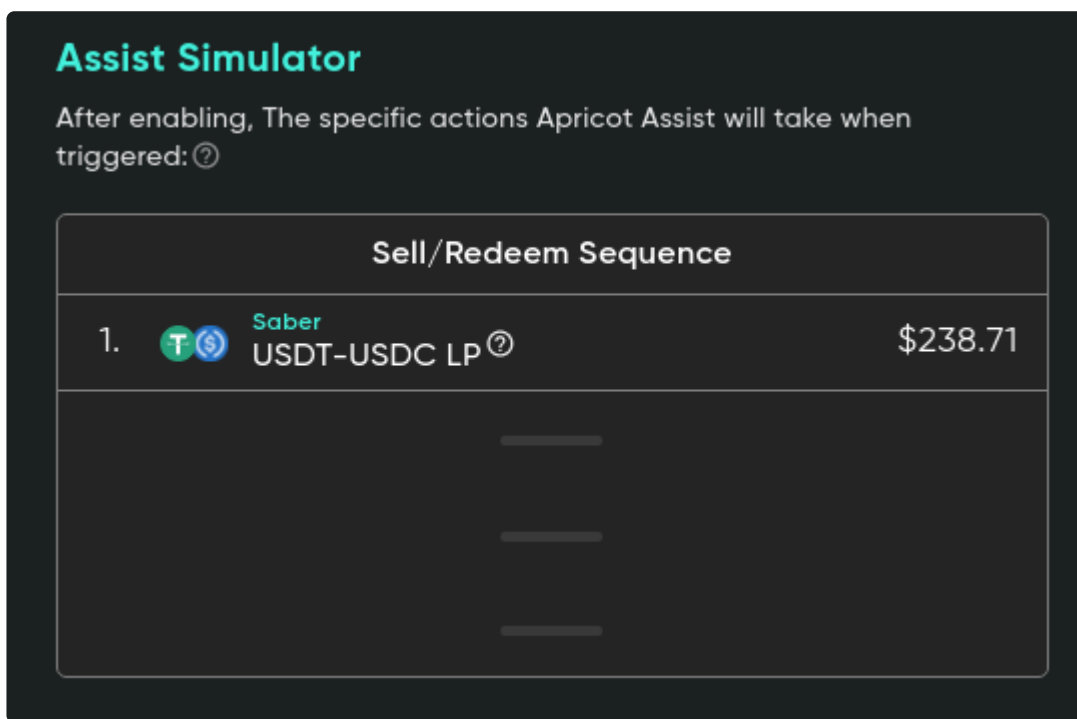 Assist Simulator
After enabling, The specific actions Apricot Assist will take when
triggered:
Sell/Redeem Sequence
1. Saber
USDT-USDC LP $238.71